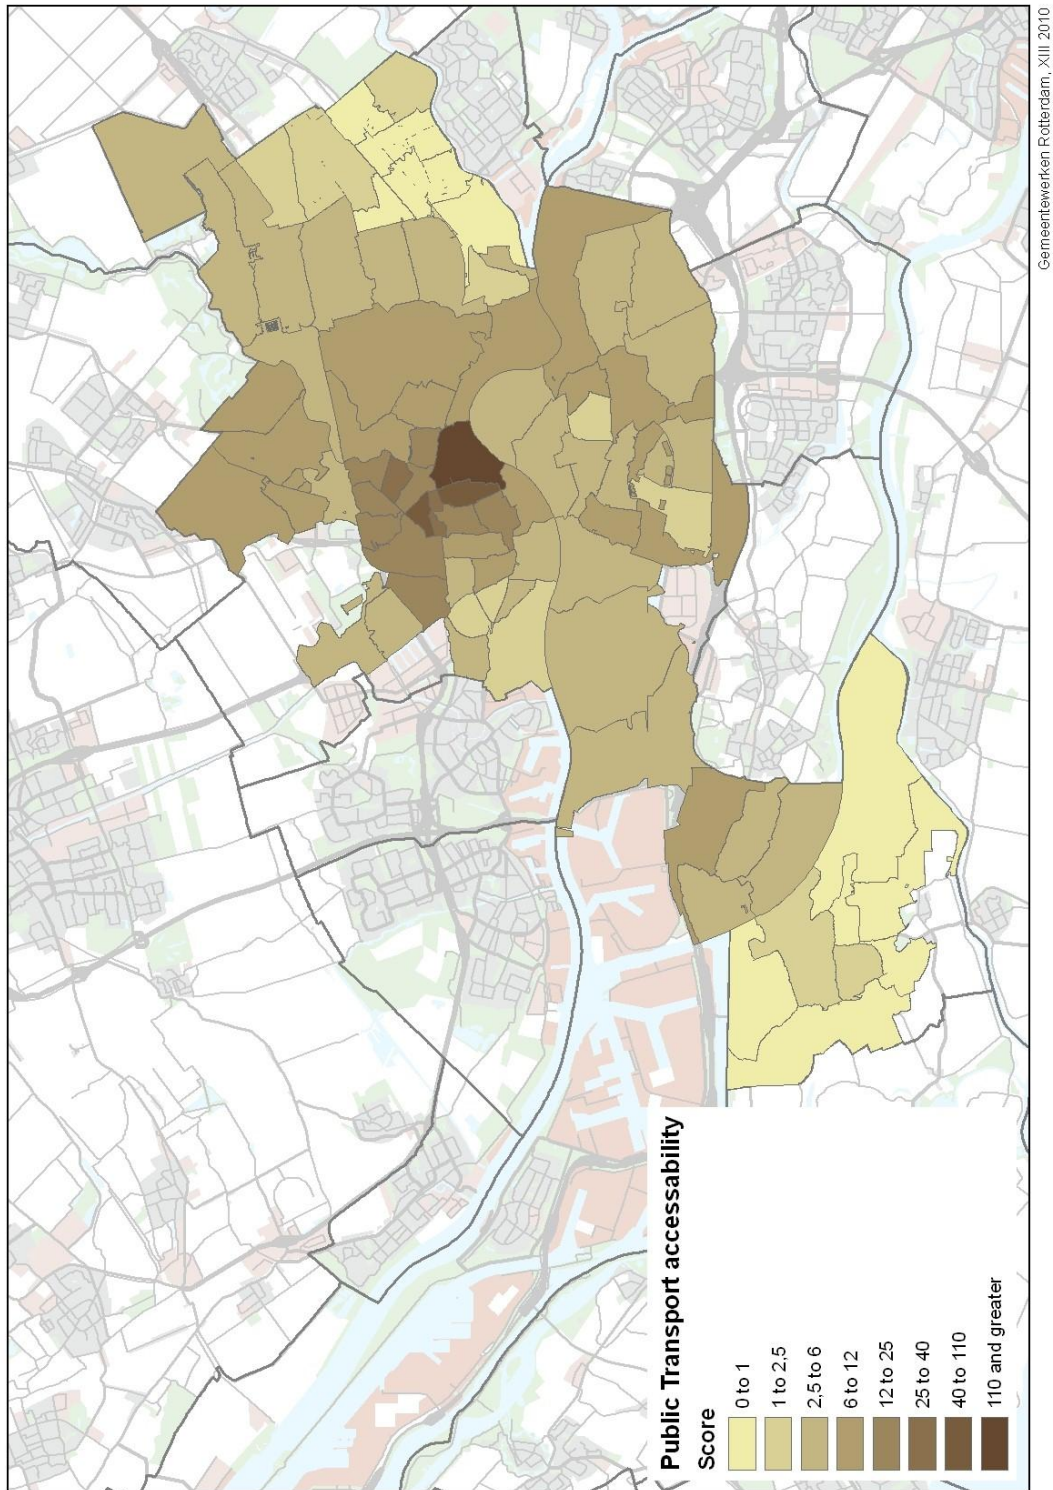 Public Transport accessability
Score
0 to 1
1 to 2,5
2,5 to 6
6 to 12
12 to 25
25 to 40
40 to 110
110 and greater
Gemeentewerken Rotterdam, XIII 2010